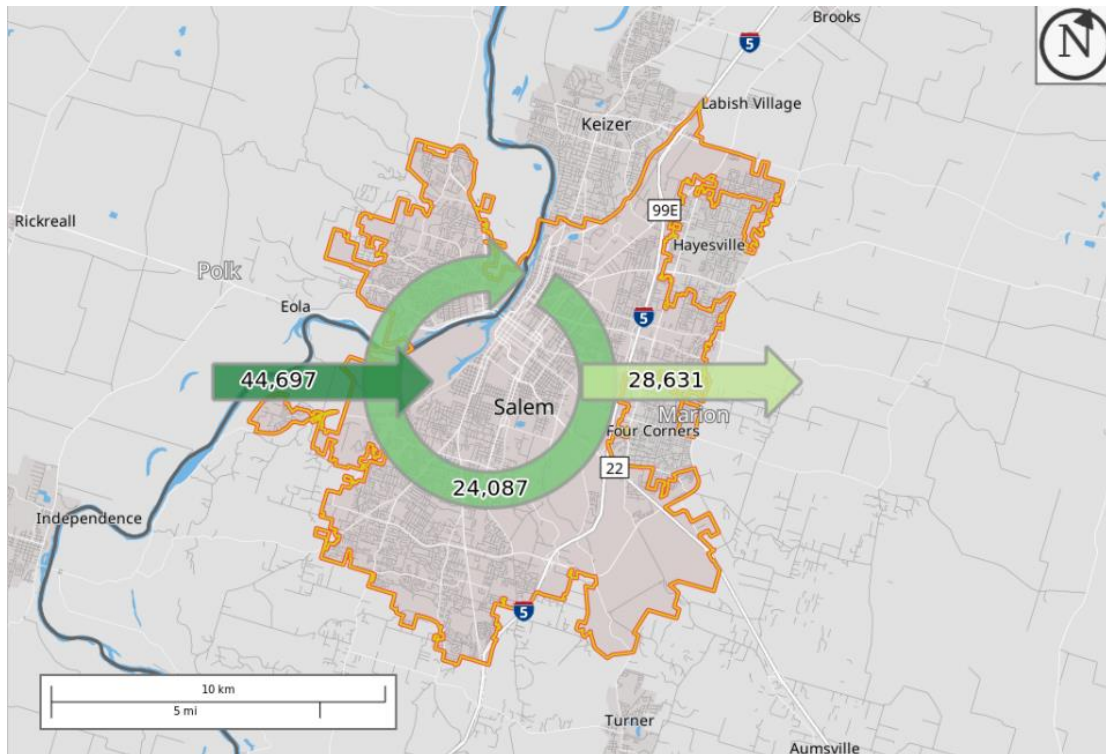 Brooks
N
5
Labish Village
Keizer
99E
Rickreall
Hayesville
Polk
Eola
5
44,697
28,631
Salem
Marion
Four Corners
22
24,087
Independence
5
10 km
5 mi
Turner
Aumsville